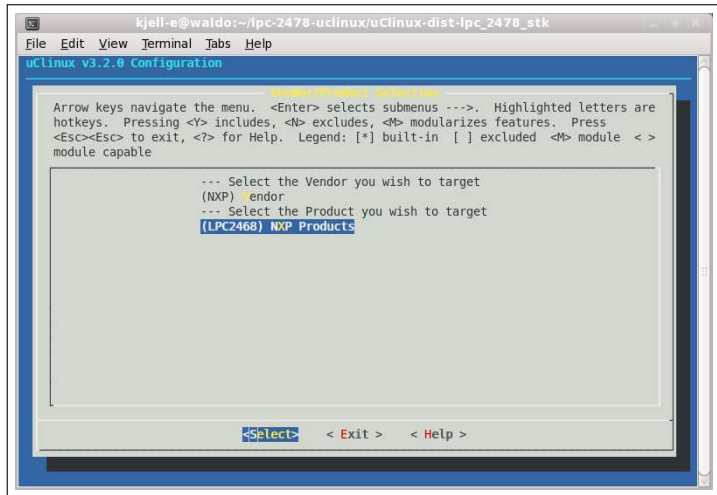 kjell-e@waldo:~/lpc-2478-uclinux/uClinux-dist-lpc_2478_stk
File Edit View Terminal Tabs Help
uClinux v3.2.0 Configuration
Vendor/Product Selection
Arrow keys navigate the menu. <Enter> selects submenus --->. Highlighted letters are
hotkeys. Pressing <Y> includes, <N> excludes, <M> modularizes features. Press
<Esc><Esc> to exit, <?> for Help. Legend: [*] built-in [ ] excluded <M> module < >
module capable
--- Select the Vendor you wish to target
(NXP) Vendor
--- Select the Product you wish to target
(LPC2468) NXP Products
<Select> < Exit > < Help >